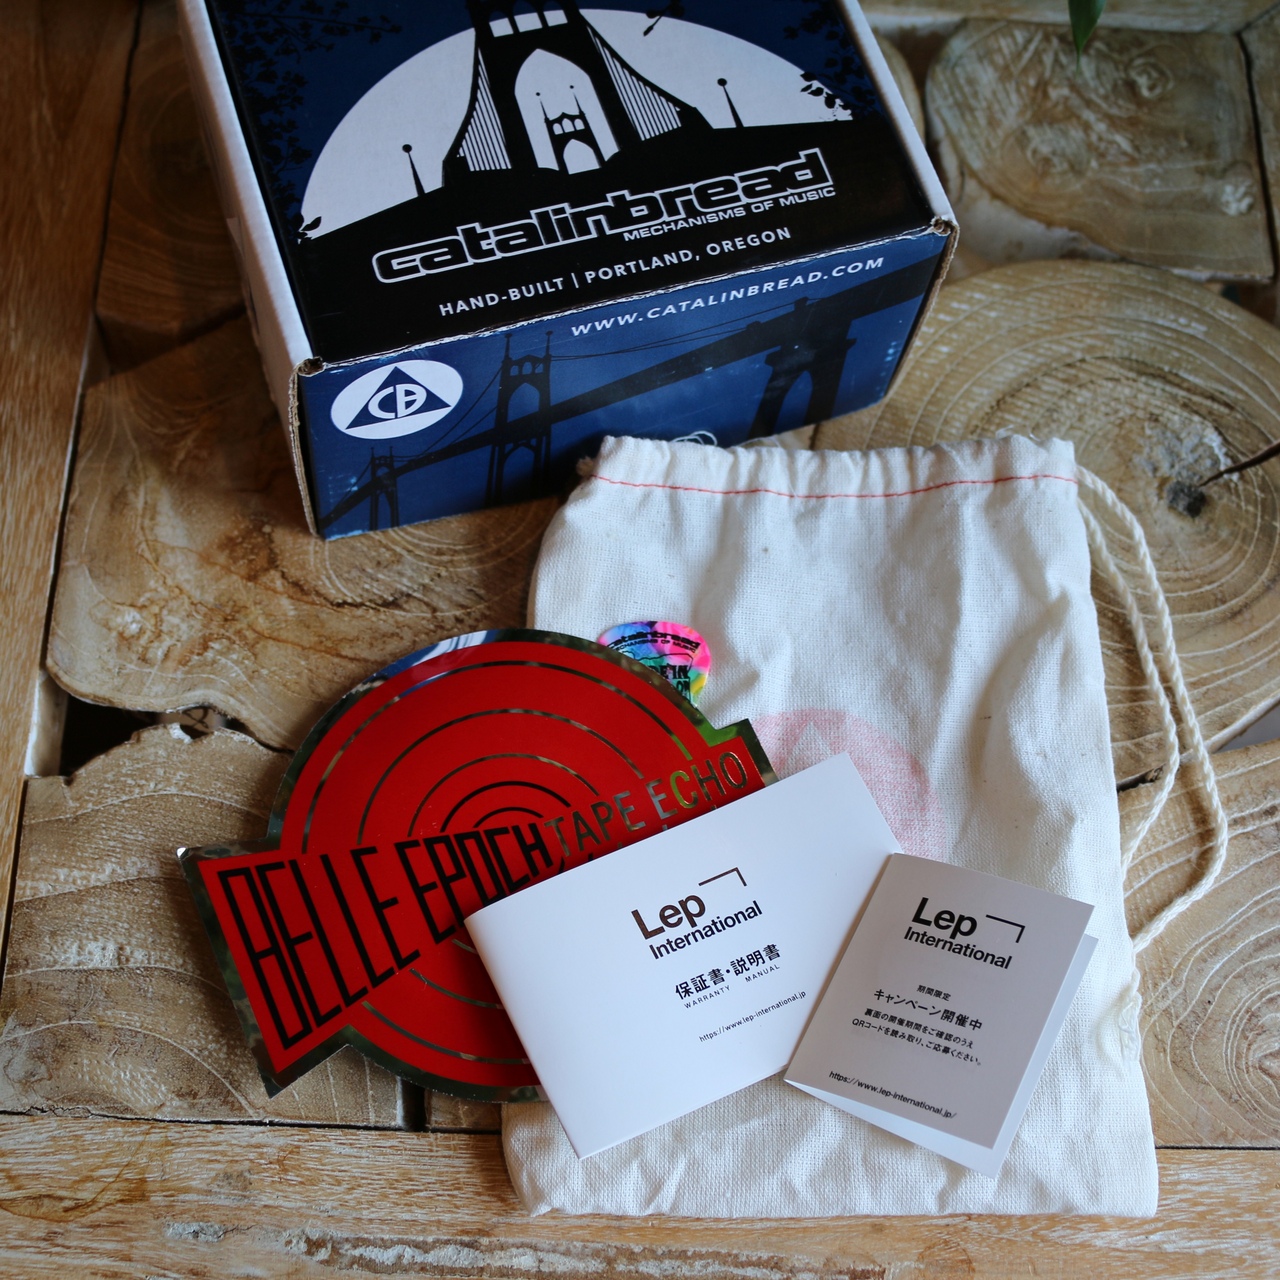 catalinbread
MECHANISMS OF MUSIC
HAND-BUILT | PORTLAND, OREGON
WWW.CATALINBREAD.COM
CB
catalinbread
MECHANISMS OF MUSIC
BELLE EPOCH TAPE ECHO
Lep
International
保証書・説明書
WARRANTY MANUAL
https://www.lep-international.jp
Lep
International
期間限定
キャンペーン開催中
裏面の開催期間をご確認のうえ
QRコードを読み取り、ご応募ください。
https://www.lep-international.jp/